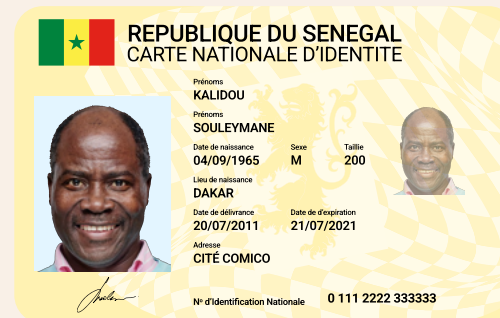 REPUBLIQUE DU SENEGAL
CARTE NATIONALE D'IDENTITE
Prénoms
KALIDOU
Prénoms
SOULEYMANE
Date de naissance Sexe Taillie
04/09/1965 M 200
Lieu de naissance
DAKAR
Date de délivrance Date de d'expiration
20/07/2011 21/07/2021
Adresse
CITÉ COMICO
Nº d'Identification Nationale 0 111 2222 333333